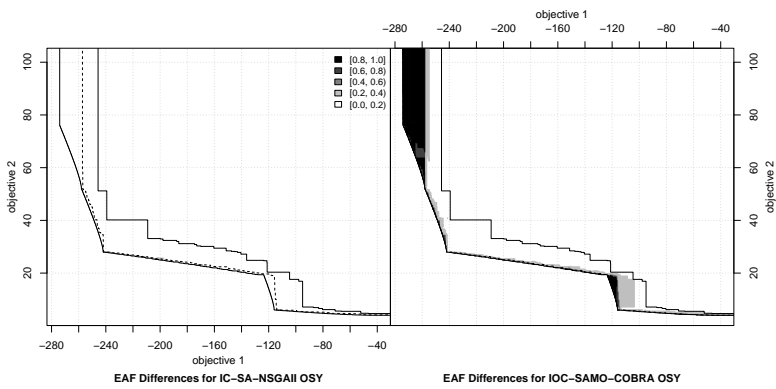 objective 1
−280 −240 −200 −160 −120 −80 −40
[0.8, 1.0]
[0.6, 0.8)
[0.4, 0.6)
[0.2, 0.4)
[0.0, 0.2)
100
80
60
40
20
objective 2
100
80
60
40
20
objective 2
−280 −240 −200 −160 −120 −80 −40
objective 1
EAF Differences for IC−SA−NSGAII OSY
EAF Differences for IOC−SAMO−COBRA OSY